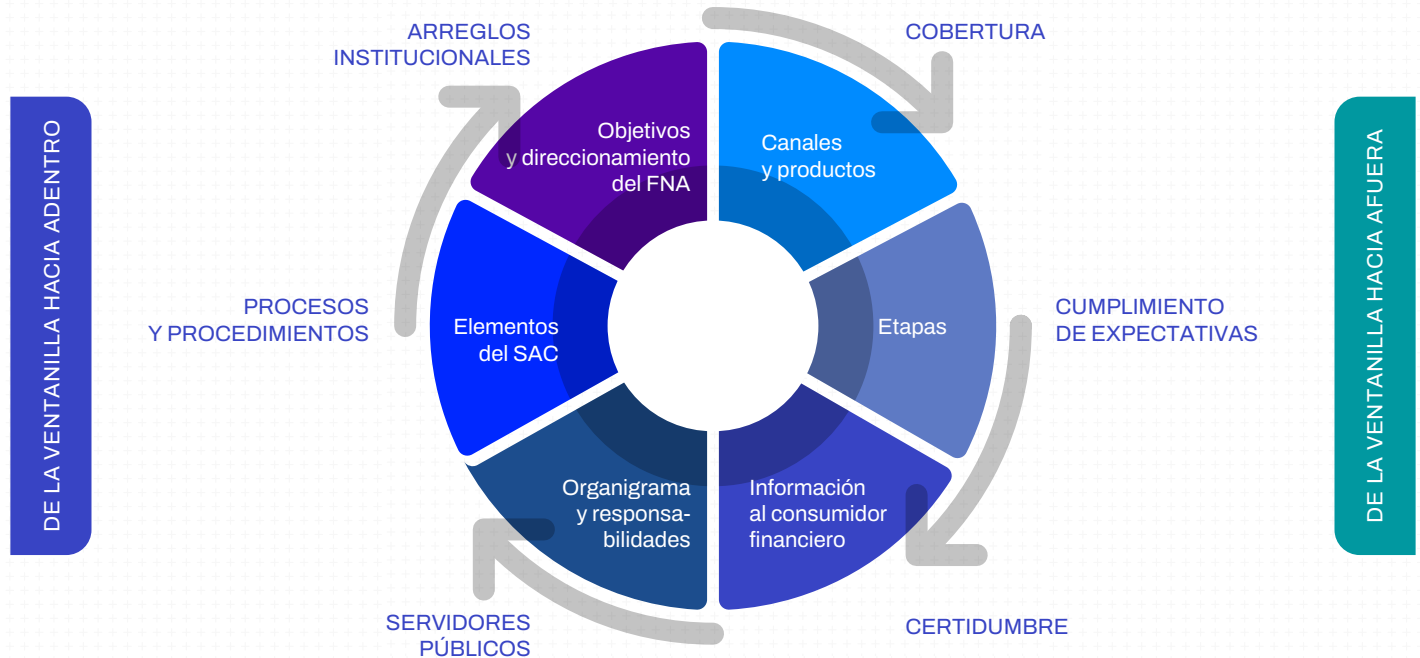 DE LA VENTANILLA HACIA ADENTRO
ARREGLOS
INSTITUCIONALES
COBERTURA
Objetivos
y direccionamiento
del FNA
Canales
y productos
PROCESOS
Y PROCEDIMIENTOS
Elementos
del SAC
Etapas
CUMPLIMIENTO
DE EXPECTATIVAS
Organigrama
y responsa-
bilidades
Información
al consumidor
financiero
SERVIDORES
PÚBLICOS
CERTIDUMBRE
DE LA VENTANILLA HACIA AFUERA